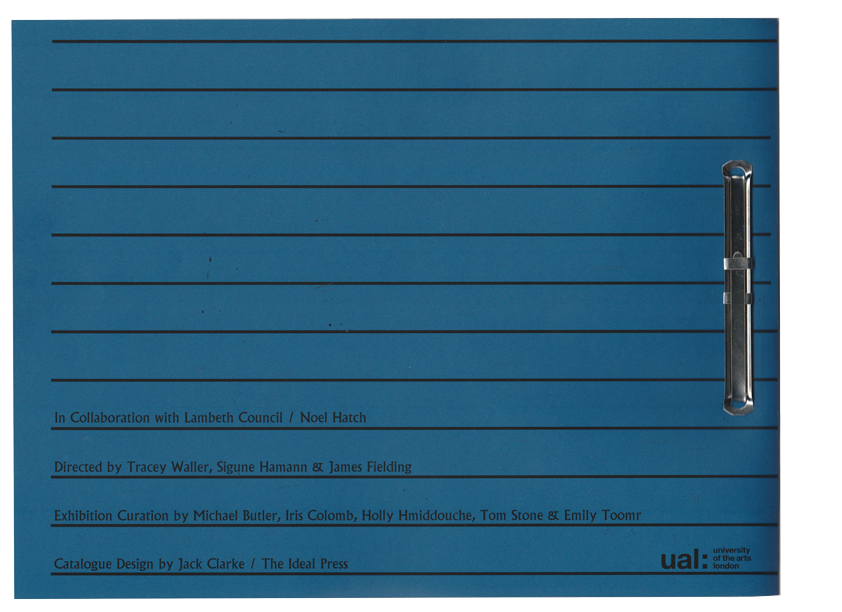 In Collaboration with Lambeth Council / Noel Hatch
Directed by Tracey Waller, Sigune Hamann & James Fielding
Exhibition Curation by Michael Butler, Iris Colomb, Holly Hmiddouche, Tom Stone & Emily Toomr
Catalogue Design by Jack Clarke / The Ideal Press
ual: university
of the arts
london